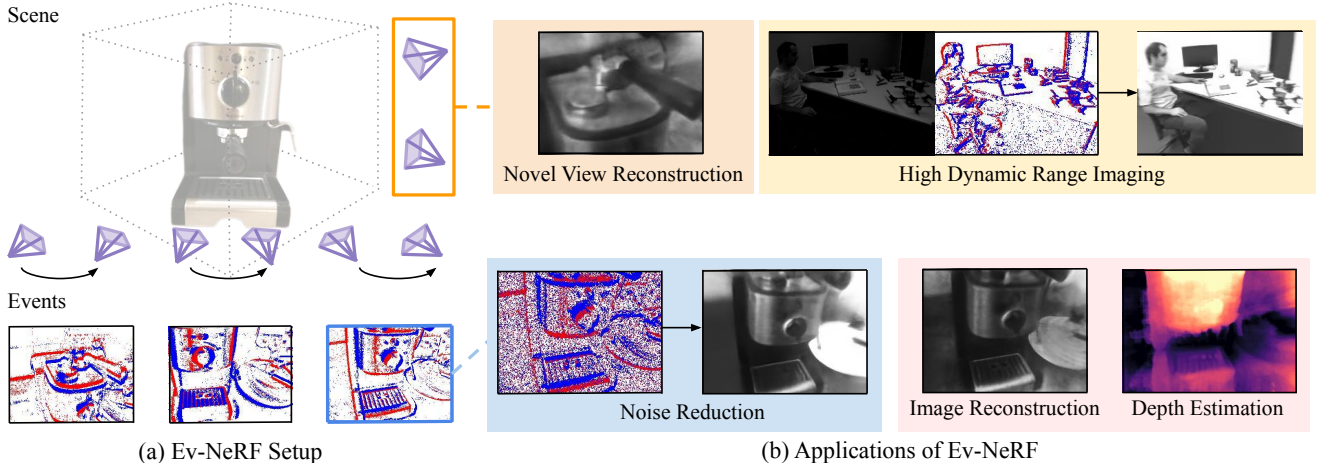 Scene
Novel View Reconstruction
High Dynamic Range Imaging
Events
Noise Reduction
Image Reconstruction
Depth Estimation
(a) Ev-NeRF Setup
(b) Applications of Ev-NeRF